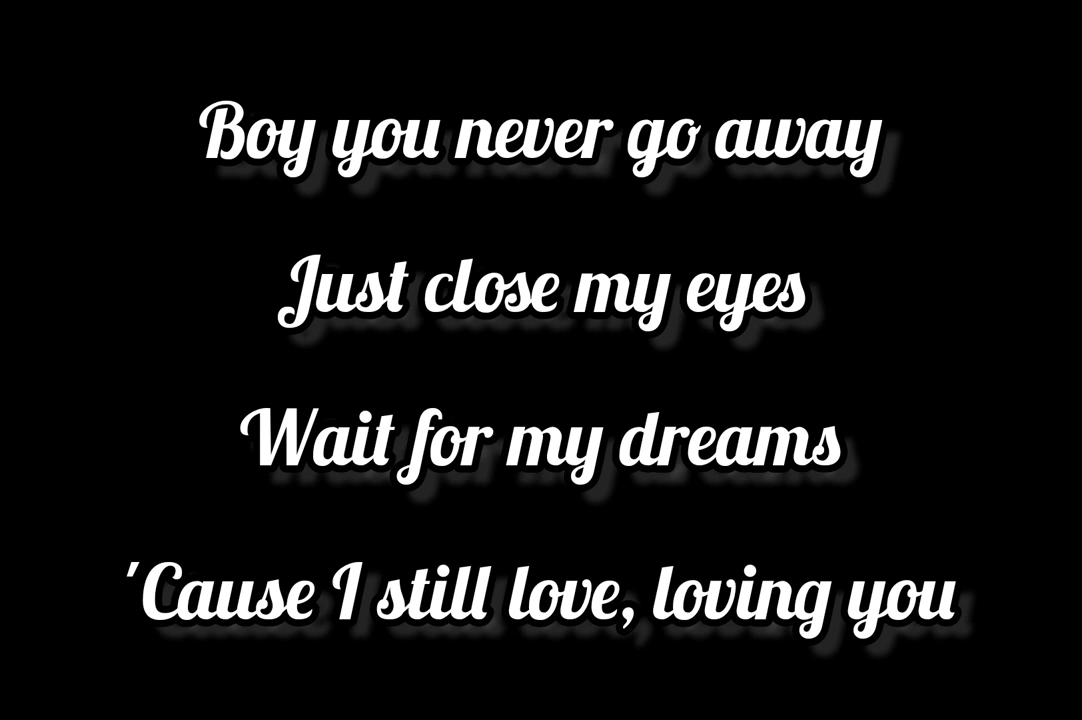 Boy you never go away
Just close my eyes
Wait for my dreams
'Cause I still love, loving you